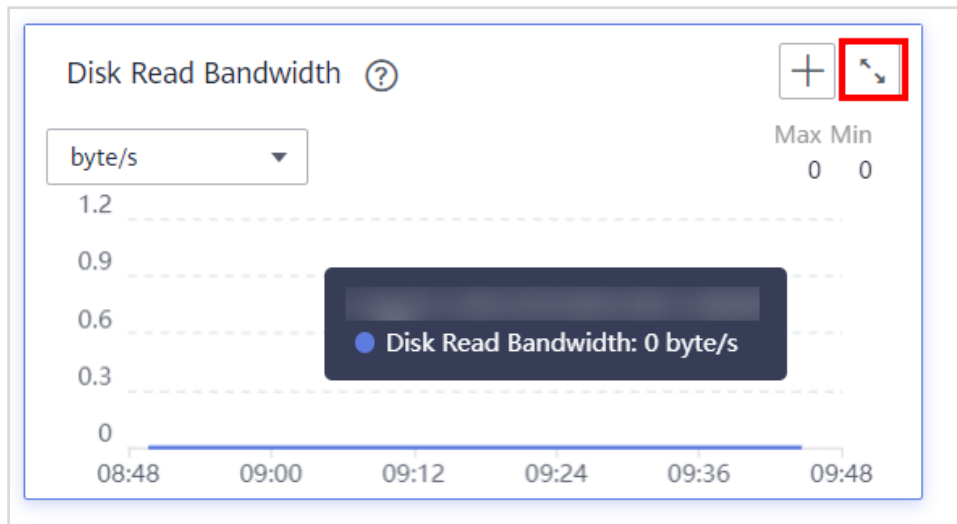 Disk Read Bandwidth ?
byte/s
Max Min
0 0
1.2
0.9
0.6
0.3
0
Disk Read Bandwidth: 0 byte/s
08:48 09:00 09:12 09:24 09:36 09:48